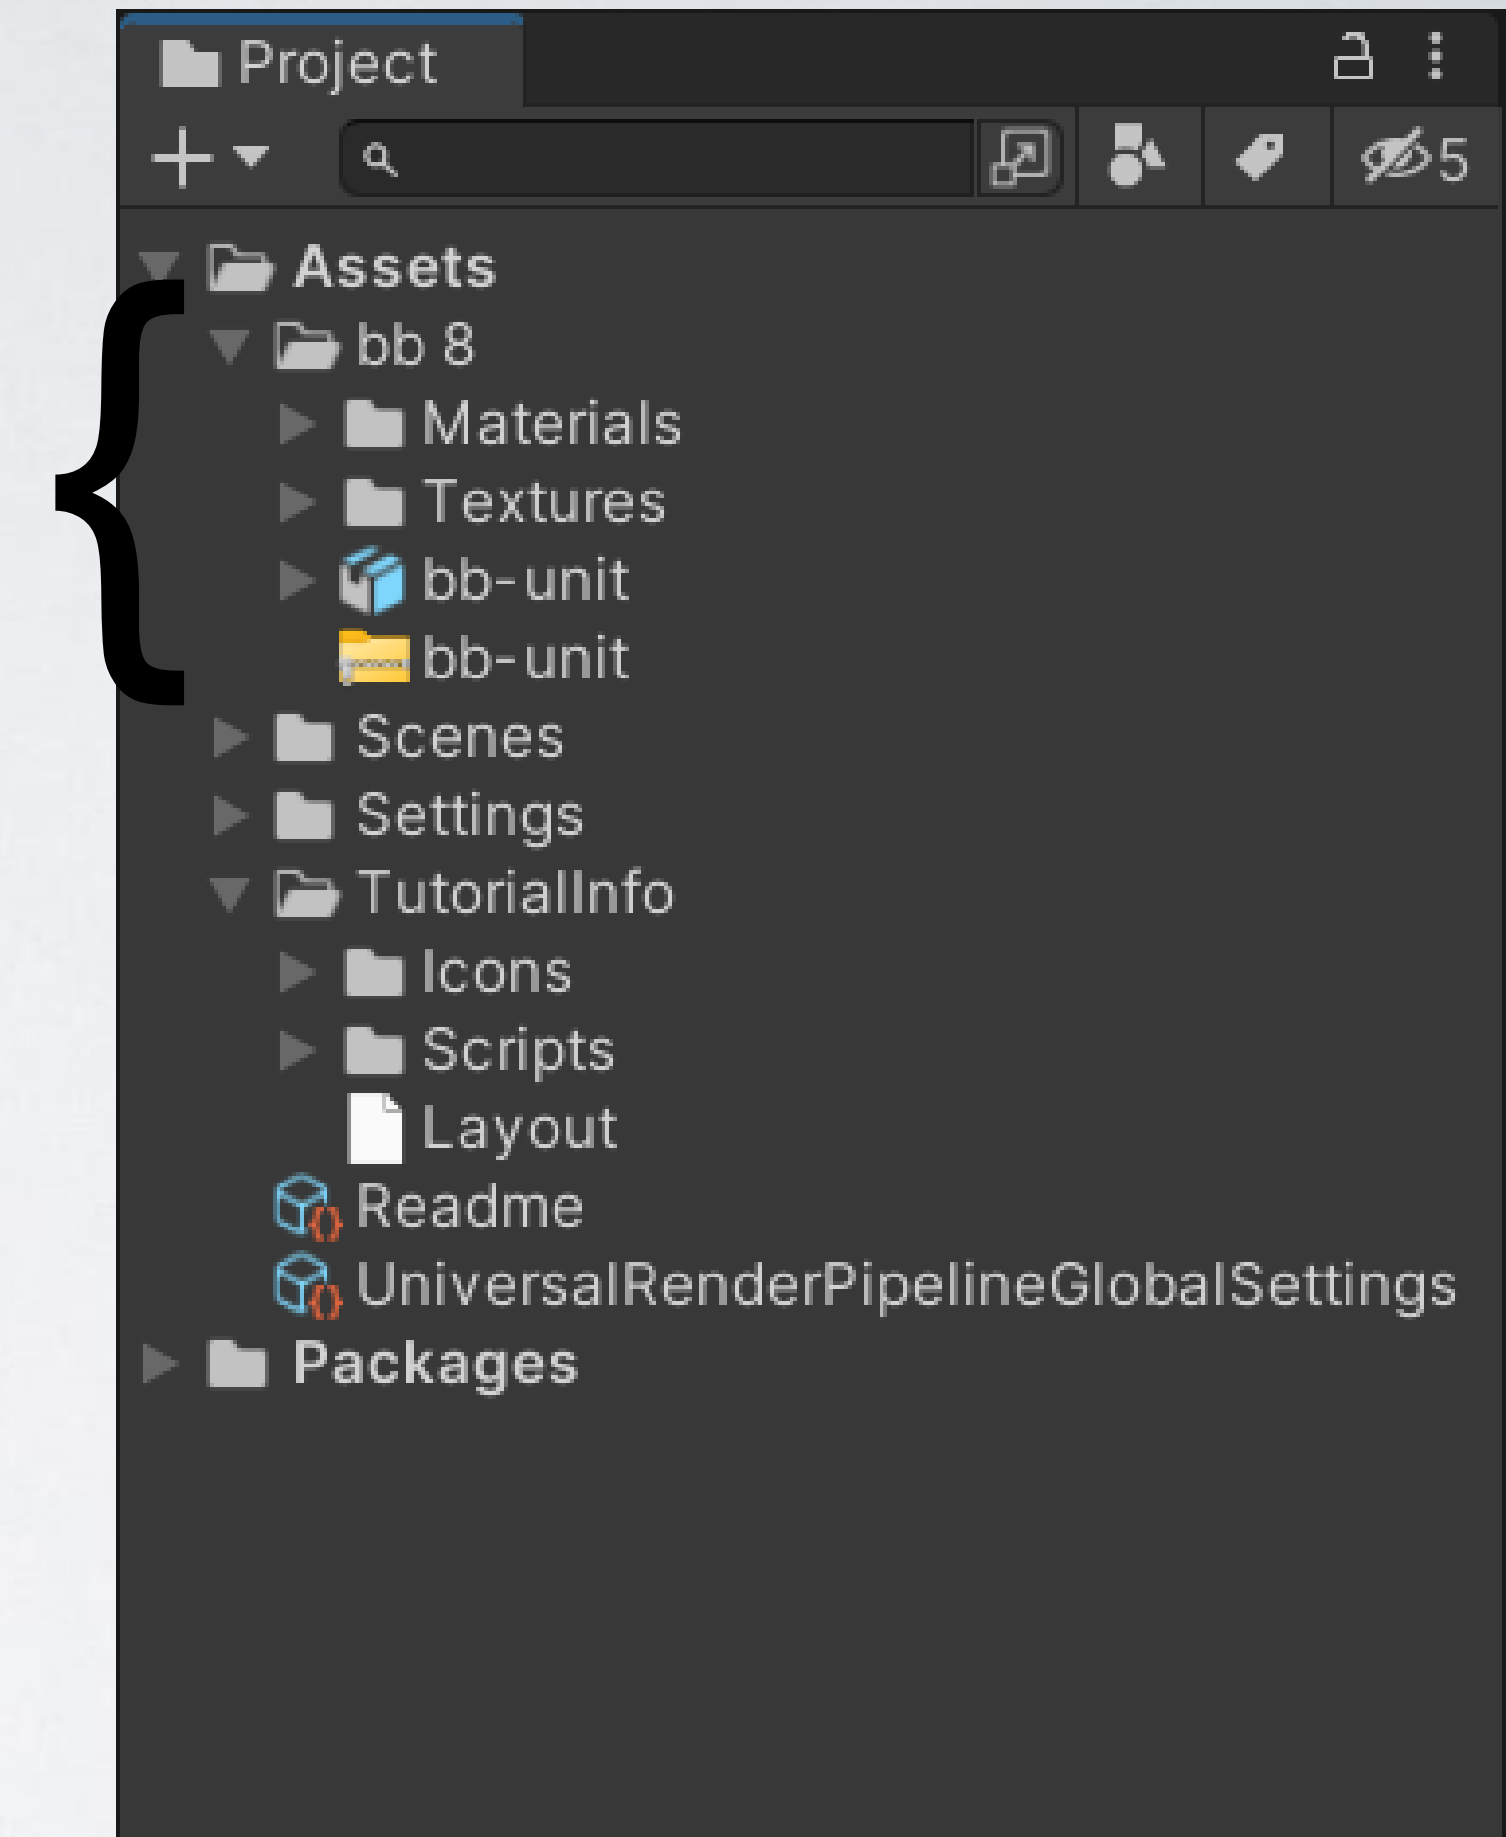 Project
5
Assets
bb 8
Materials
Textures
bb-unit
bb-unit
Scenes
Settings
TutorialInfo
Icons
Scripts
Layout
Readme
UniversalRenderPipelineGlobalSettings
Packages